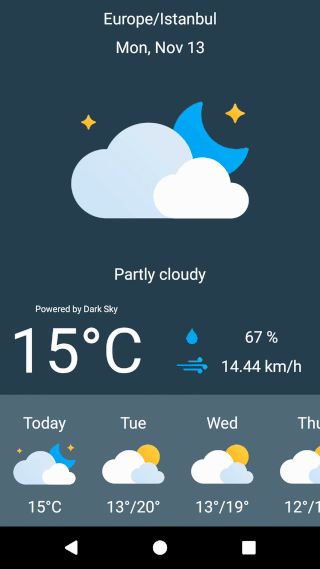 Europe/Istanbul
Mon, Nov 13
Partly cloudy
Powered by Dark Sky
15°C
67 %
14.44 km/h
Today Tue Wed Thu
15°C 13°/20° 13°/19° 12°/1